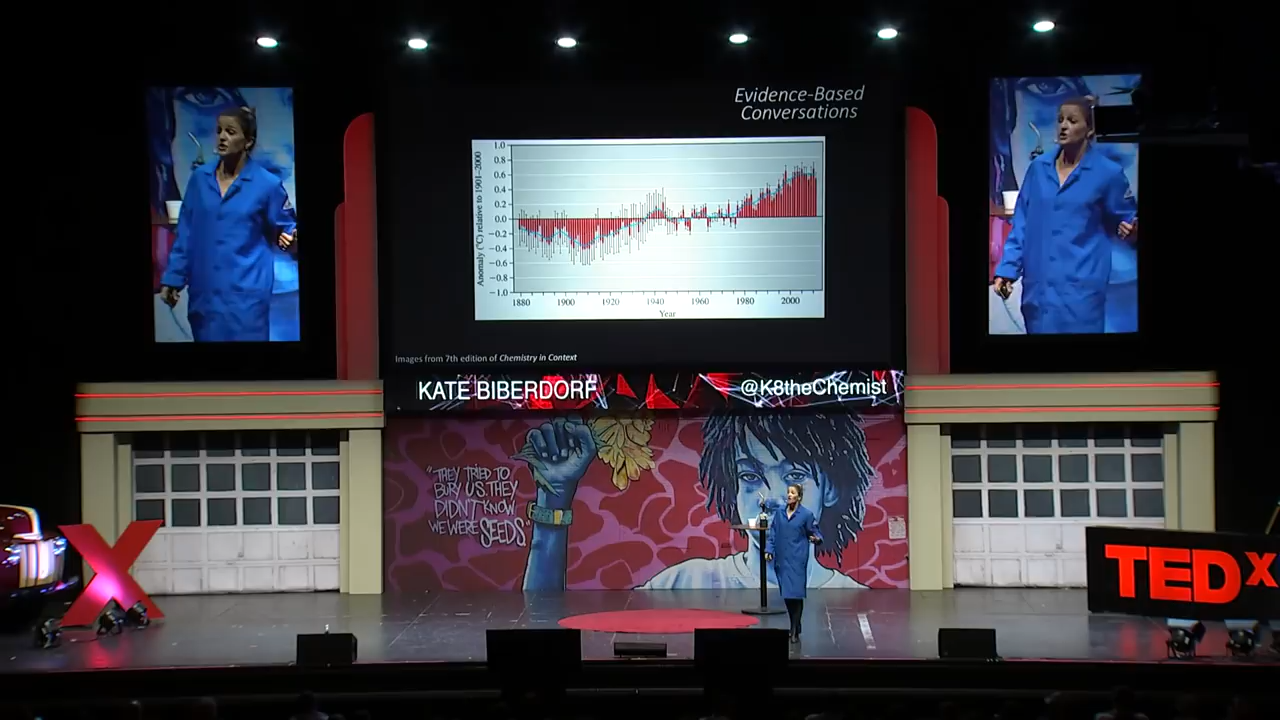 Evidence-Based
Conversations
Anomaly (°C) relative to 1901–2000
1.0
0.8
0.6
0.4
0.2
0.0
−0.2
−0.4
−0.6
−0.8
−1.0
1880 1900 1920 1940 1960 1980 2000
Year
Images from 7th edition of Chemistry in Context
KATE BIBERDORF @K8theChemist
"THEY TRIED TO
BURY US. THEY
DIDN'T KNOW
WE WERE SEEDS"
X
TEDx